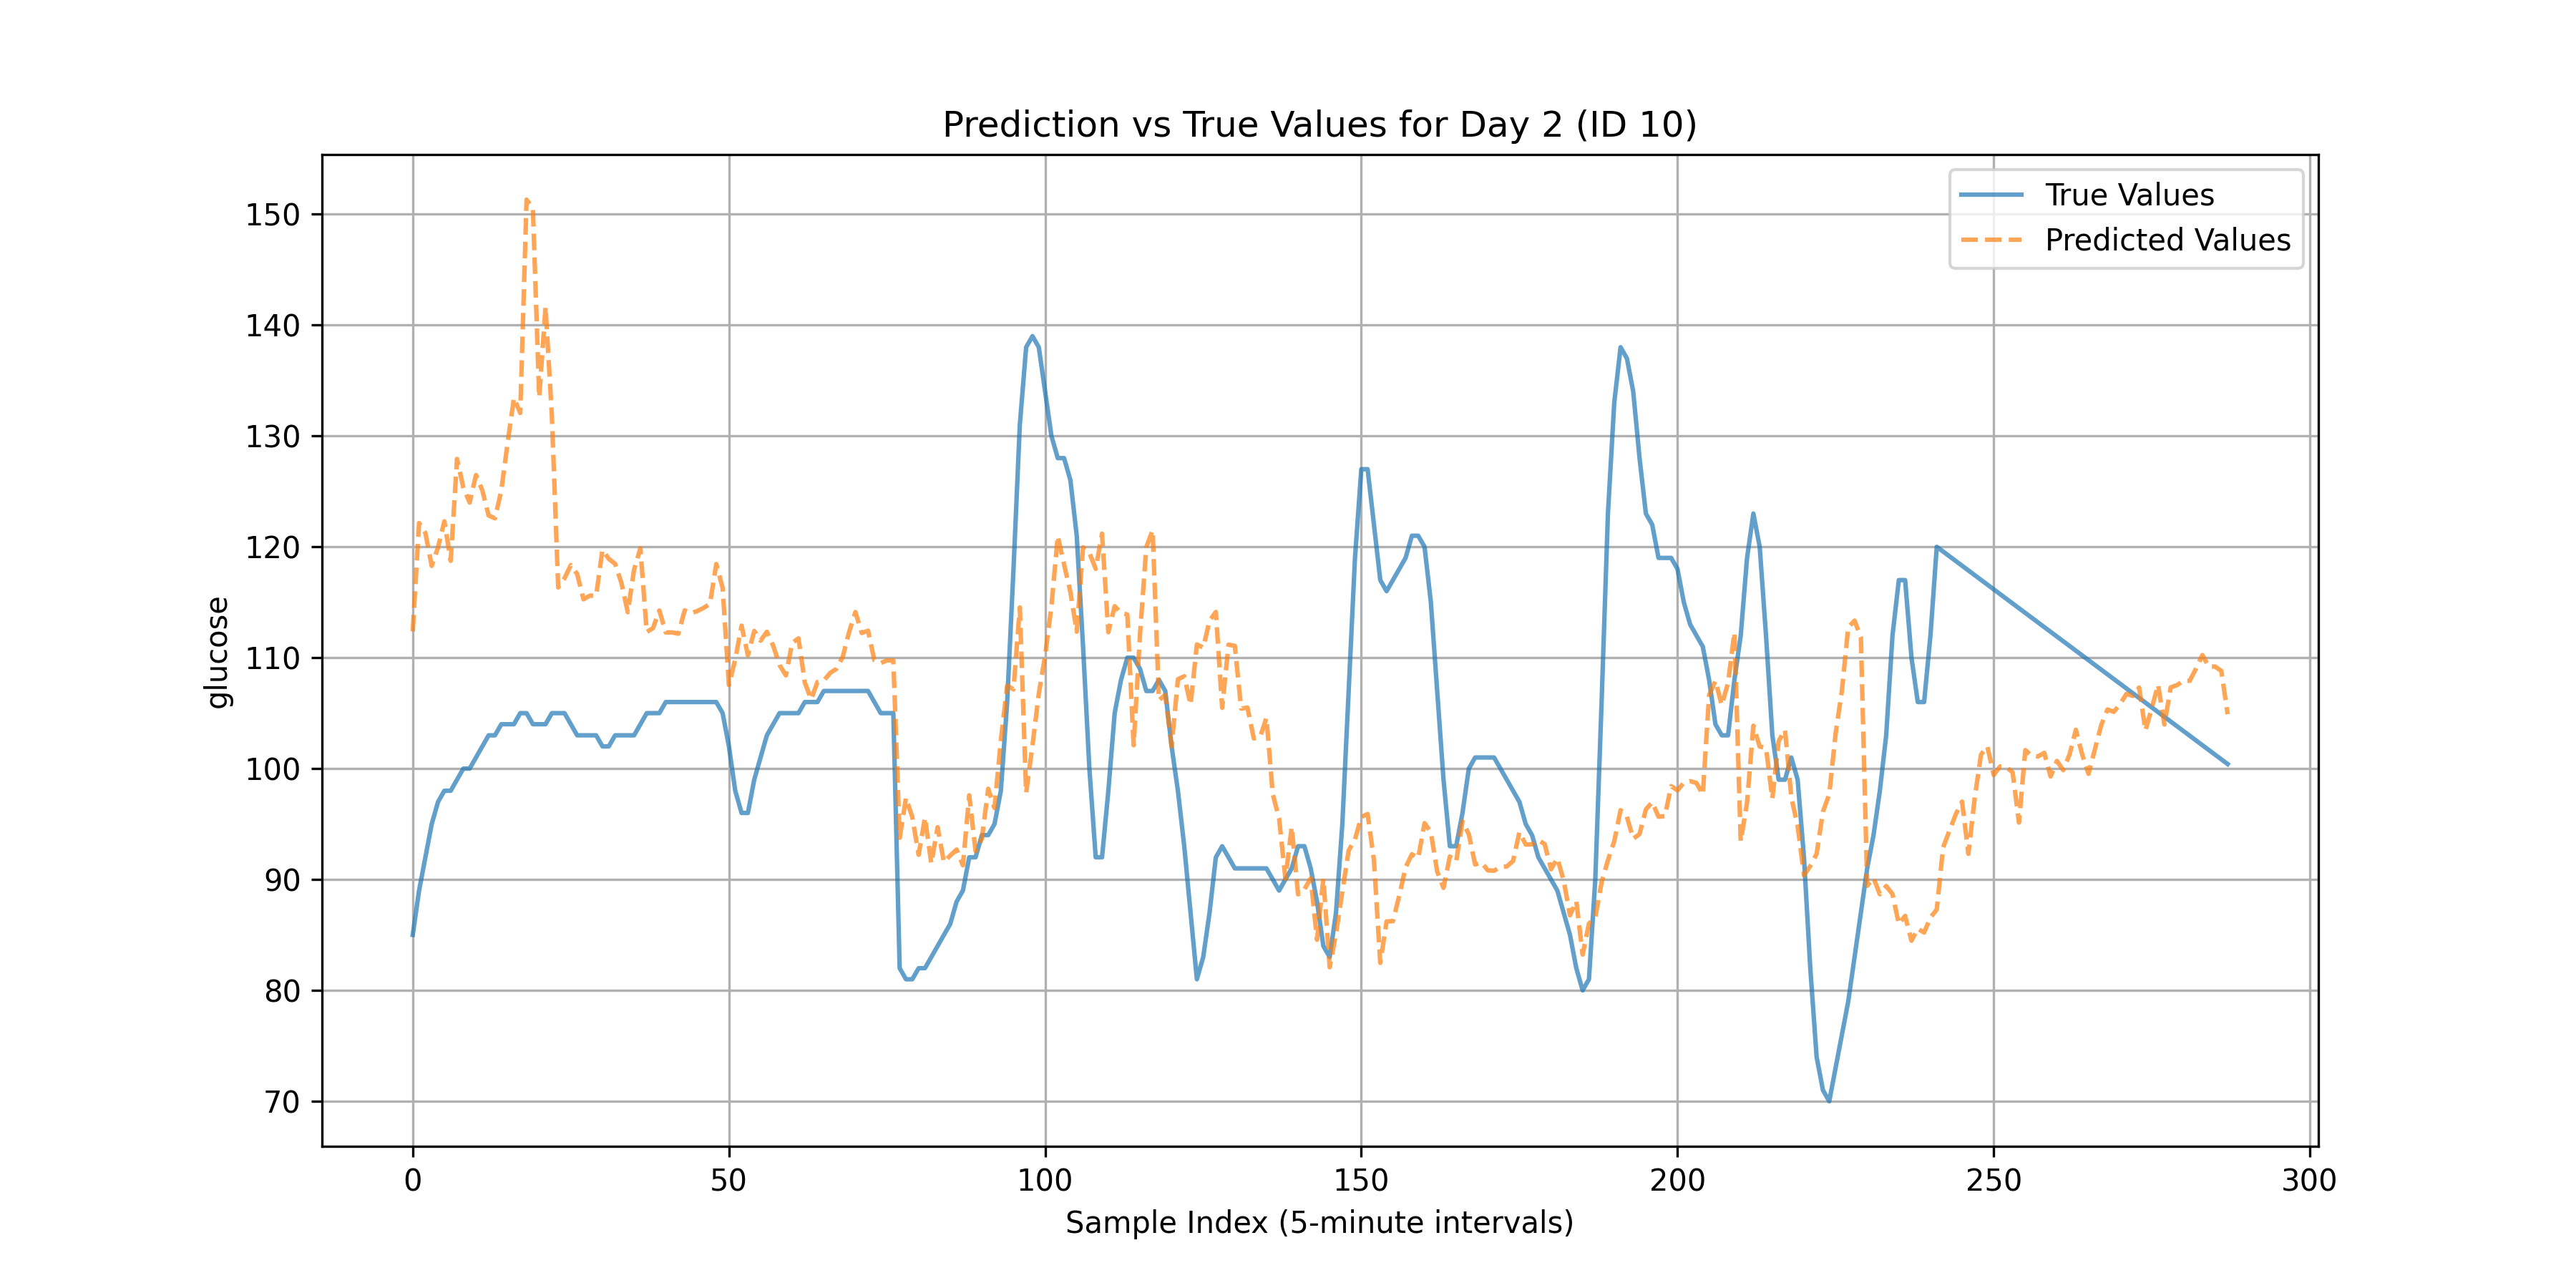 Prediction vs True Values for Day 2 (ID 10)
True Values
Predicted Values
150
140
130
120
110
100
90
80
70
glucose
0 50 100 150 200 250 300
Sample Index (5-minute intervals)